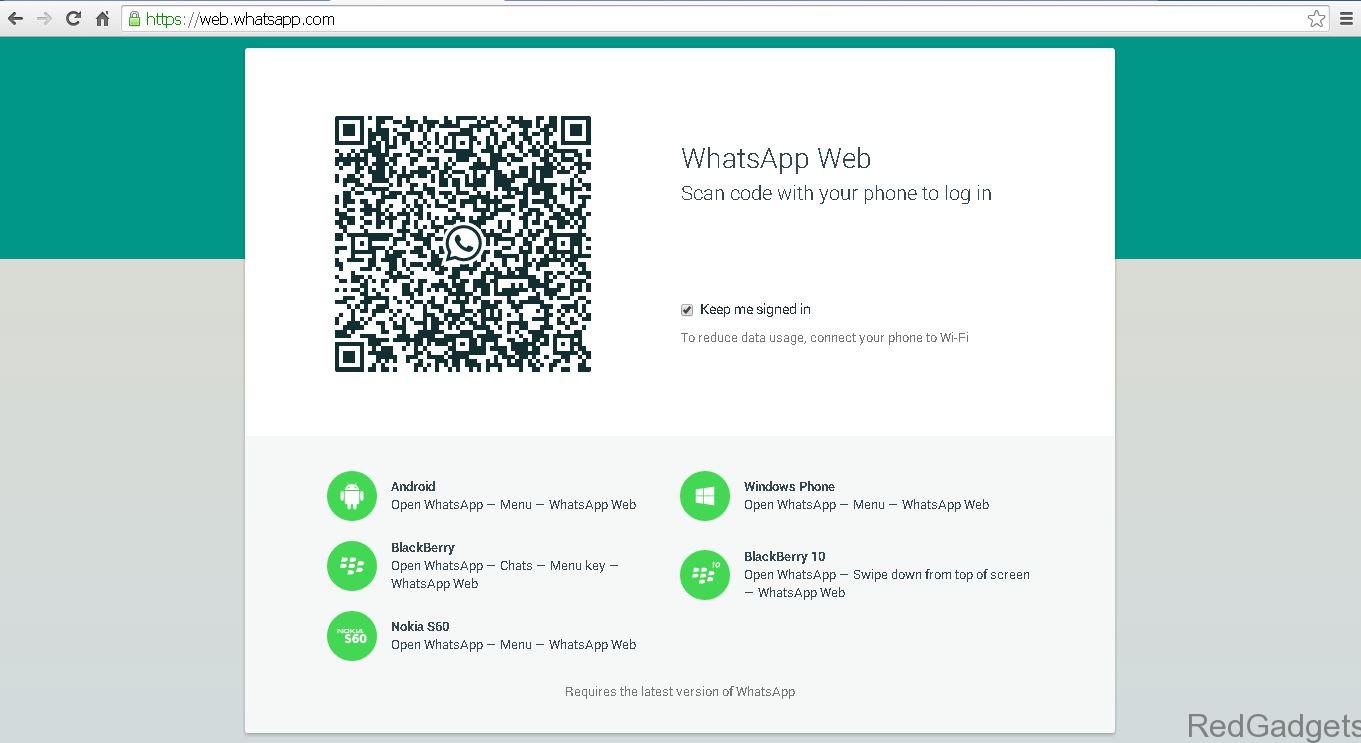 https://web.whatsapp.com
WhatsApp Web
Scan code with your phone to log in
Keep me signed in
To reduce data usage, connect your phone to Wi-Fi
Android
Open WhatsApp — Menu — WhatsApp Web
Windows Phone
Open WhatsApp — Menu — WhatsApp Web
BlackBerry
Open WhatsApp — Chats — Menu key —
WhatsApp Web
10
BlackBerry 10
Open WhatsApp — Swipe down from top of screen
— WhatsApp Web
NOKIA
S60
Nokia S60
Open WhatsApp — Menu — WhatsApp Web
Requires the latest version of WhatsApp
RedGadgets